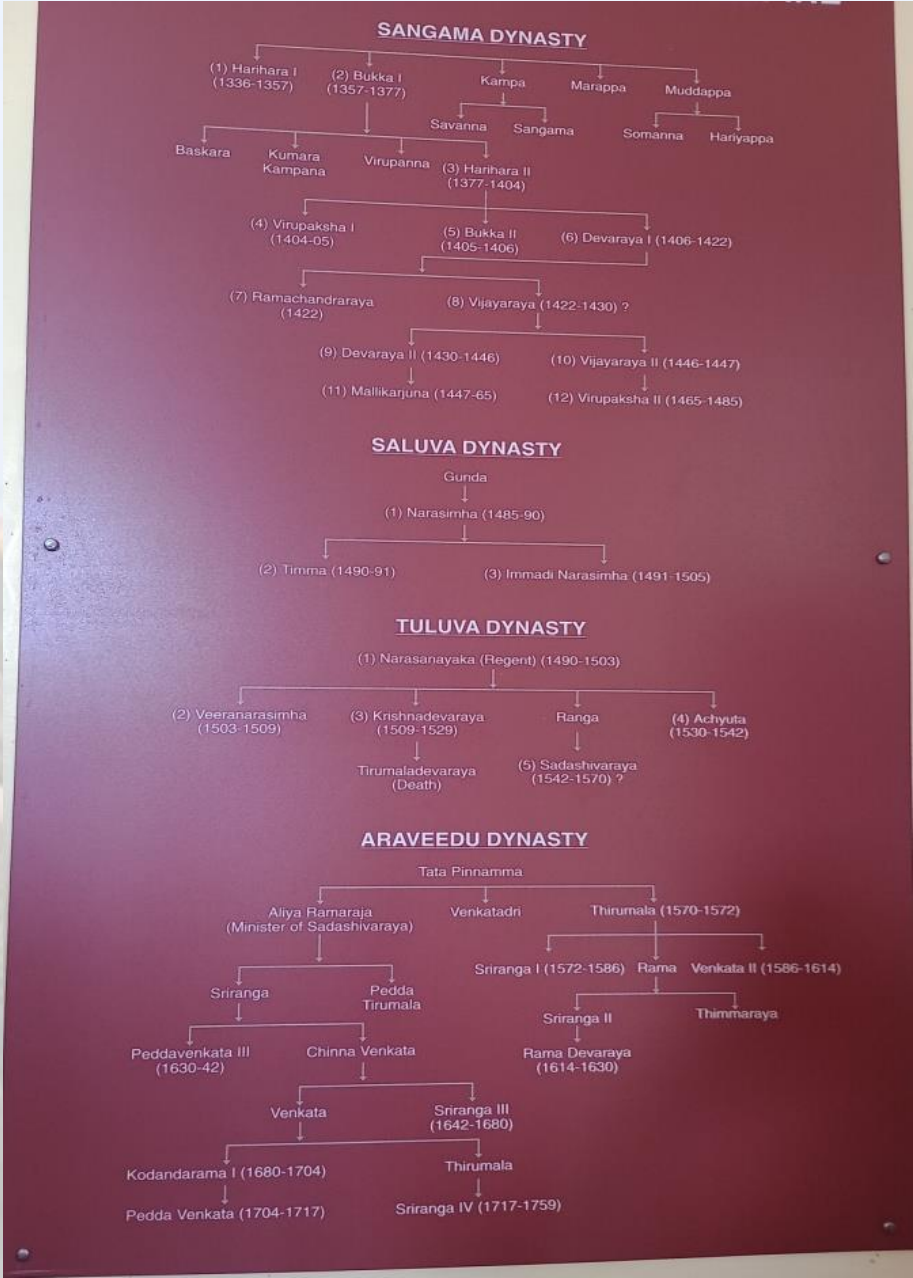 SANGAMA DYNASTY
(1) Harihara I
(1336-1357)
(2) Bukka I
(1357-1377)
Kampa
Marappa
Muddappa
Savanna
Sangama
Somanna
Hariyappa
Baskara
Kumara
Kampana
Virupanna
(3) Harihara II
(1377-1404)
(4) Virupaksha I
(1404-05)
(5) Bukka II
(1405-1406)
(6) Devaraya I (1406-1422)
(7) Ramachandraraya
(1422)
(8) Vijayaraya (1422-1430) ?
(9) Devaraya II (1430-1446)
(10) Vijayaraya II (1446-1447)
(11) Mallikarjuna (1447-65)
(12) Virupaksha II (1465-1485)
SALUVA DYNASTY
Gunda
(1) Narasimha (1485-90)
(2) Timma (1490-91)
(3) Immadi Narasimha (1491-1505)
TULUVA DYNASTY
(1) Narasanayaka (Regent) (1490-1503)
(2) Veeranarasimha
(1503-1509)
(3) Krishnadevaraya
(1509-1529)
Ranga
(4) Achyuta
(1530-1542)
Tirumaladevaraya
(Death)
(5) Sadashivaraya
(1542-1570) ?
ARAVEEDU DYNASTY
Tata Pinnamma
Aliya Ramaraja
(Minister of Sadashivaraya)
Venkatadri
Thirumala (1570-1572)
Sriranga I (1572-1586)
Rama
Venkata II (1586-1614)
Sriranga
Pedda
Tirumala
Sriranga II
Thimmaraya
Peddavenkata III
(1630-42)
Chinna Venkata
Rama Devaraya
(1614-1630)
Venkata
Sriranga III
(1642-1680)
Kodandarama I (1680-1704)
Thirumala
Pedda Venkata (1704-1717)
Sriranga IV (1717-1759)